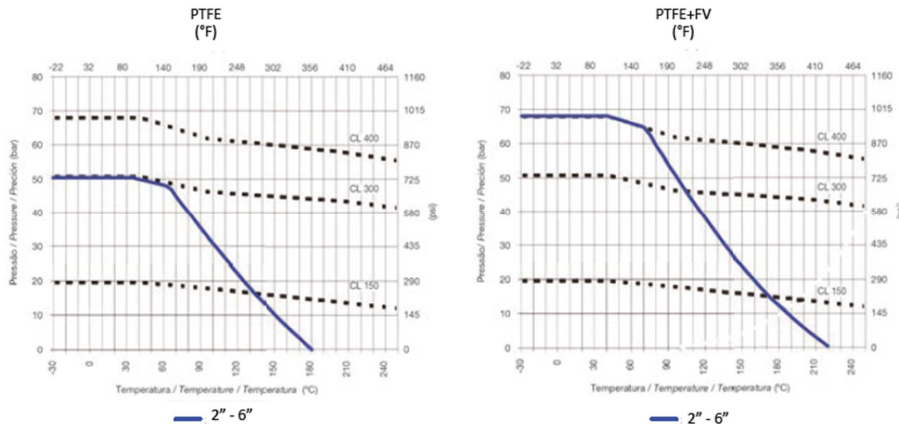 PTFE
(°F)
-22 32 80 140 190 248 302 356 410 464
80 70 60 50 40 30 20 10 0
Pressão / Pressure / Preción (bar)
1160 1015 870 725 580 435 290 145 0
(psi)
CL 400
CL 300
CL 150
-30 0 30 60 90 120 150 180 210 240
Temperatura / Temperature / Temperatura (°C)
2” - 6”
PTFE+FV
(°F)
-22 32 80 140 190 248 302 356 410 464
80 70 60 50 40 30 20 10 0
Pressão / Pressure / Preción (bar)
1160 1015 870 725 580 435 290 145 0
CL 400
CL 300
CL 150
-30 0 30 60 90 120 150 180 210 240
Temperatura / Temperature / Temperatura (°C)
2” - 6”